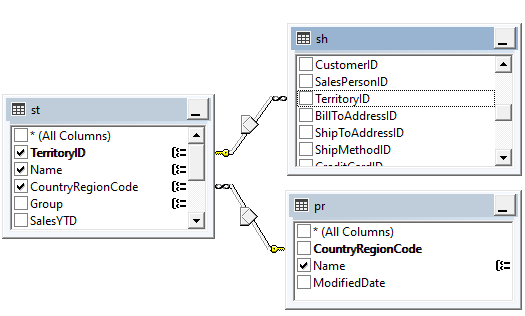 sh
CustomerID
SalesPersonID
TerritoryID
BillToAddressID
ShipToAddressID
ShipMethodID
CreditCardID
st
* (All Columns)
TerritoryID
Name
CountryRegionCode
Group
SalesYTD
pr
* (All Columns)
CountryRegionCode
Name
ModifiedDate